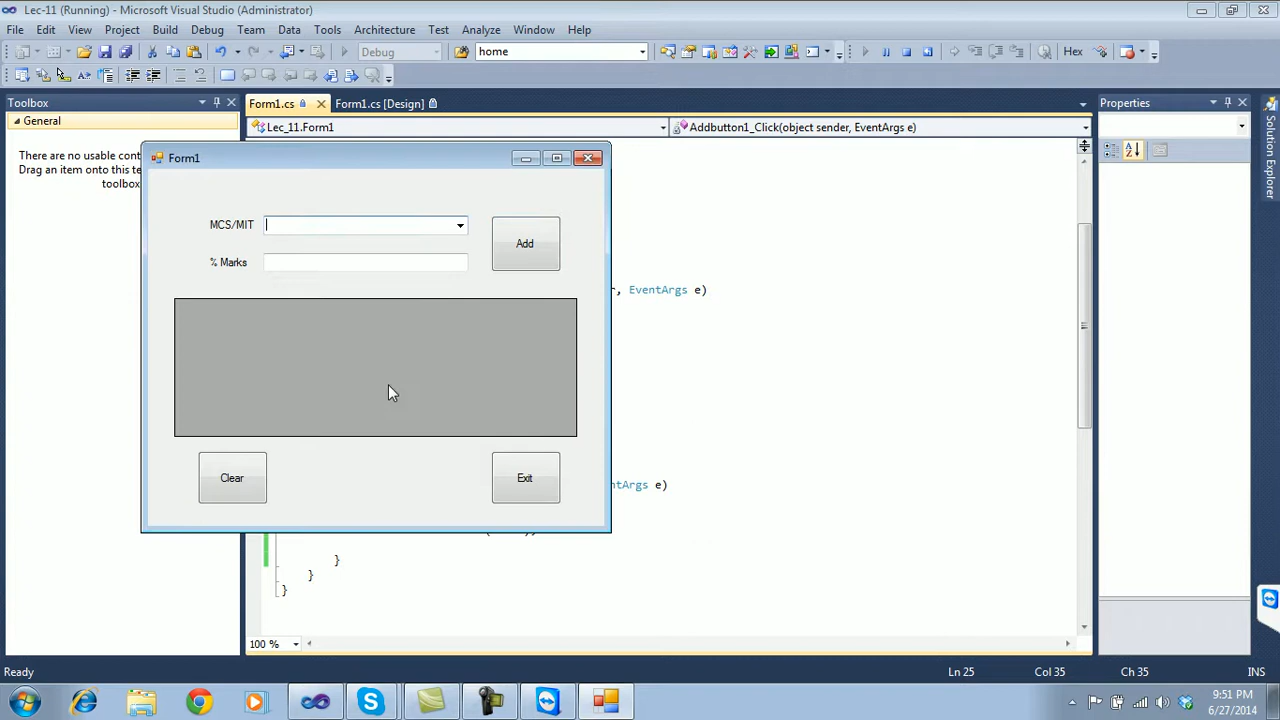 Lec-11 (Running) - Microsoft Visual Studio (Administrator)
File Edit View Project Build Debug Team Data Tools Architecture Test Analyze Window Help
Debug home Hex
Toolbox Form1.cs Form1.cs [Design] Properties
General Lec_11.Form1 Addbutton1_Click(object sender, EventArgs e)
There are no usable cont
Drag an item onto this te
toolbox
Form1
MCS/MIT
Add
% Marks
, EventArgs e)
Clear
Exit
ntArgs e)
}
}
}
100 %
Solution Explorer
Ready Ln 25 Col 35 Ch 35 INS
9:51 PM
6/27/2014